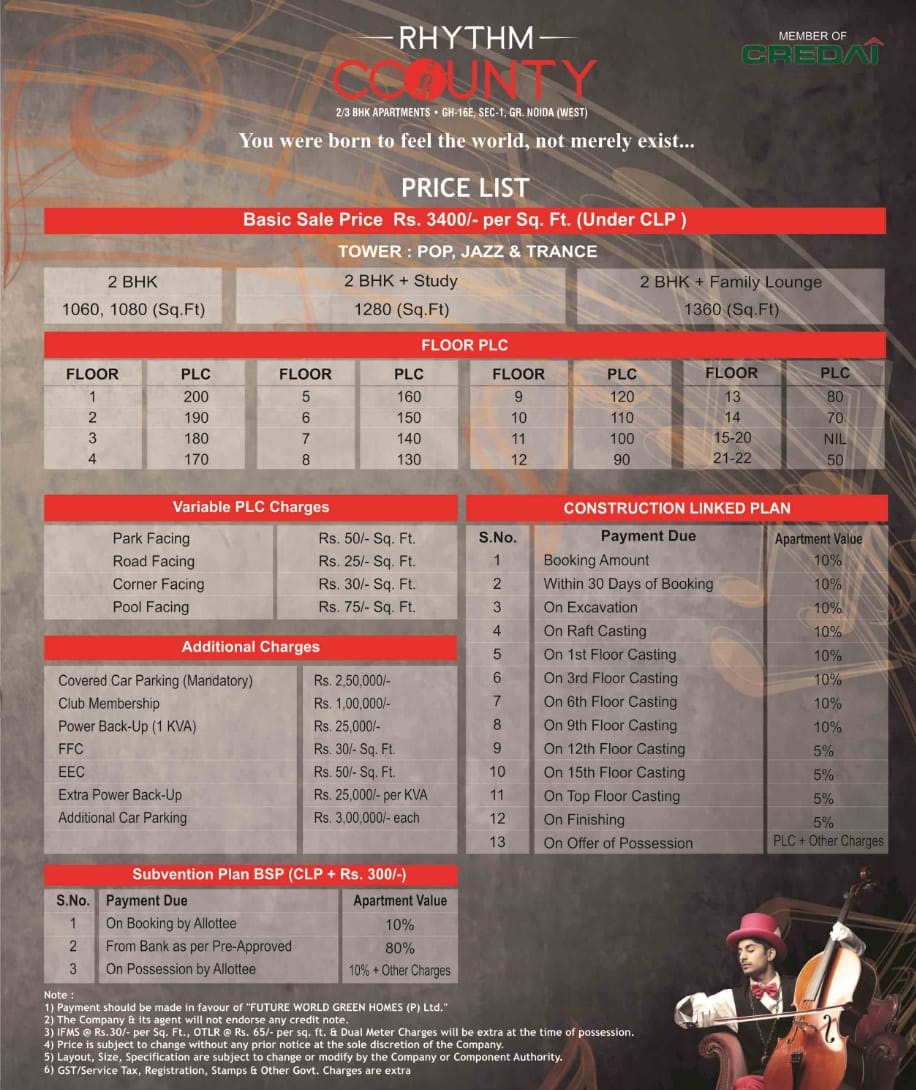 RHYTHM
COUNTY
2/3 BHK APARTMENTS • GH-16E, SEC-1, GR. NOIDA (WEST)
MEMBER OF
CREDAI
You were born to feel the world, not merely exist...
PRICE LIST
Basic Sale Price Rs. 3400/- per Sq. Ft. (Under CLP )
TOWER : POP, JAZZ & TRANCE
2 BHK 2 BHK + Study 2 BHK + Family Lounge
1060, 1080 (Sq.Ft) 1280 (Sq.Ft) 1360 (Sq.Ft)
FLOOR PLC
FLOOR PLC FLOOR PLC FLOOR PLC FLOOR PLC
1 200 5 160 9 120 13 80
2 190 6 150 10 110 14 70
3 180 7 140 11 100 15-20 NIL
4 170 8 130 12 90 21-22 50
Variable PLC Charges
Park Facing Rs. 50/- Sq. Ft.
Road Facing Rs. 25/- Sq. Ft.
Corner Facing Rs. 30/- Sq. Ft.
Pool Facing Rs. 75/- Sq. Ft.
Additional Charges
Covered Car Parking (Mandatory) Rs. 2,50,000/-
Club Membership Rs. 1,00,000/-
Power Back-Up (1 KVA) Rs. 25,000/-
FFC Rs. 30/- Sq. Ft.
EEC Rs. 50/- Sq. Ft.
Extra Power Back-Up Rs. 25,000/- per KVA
Additional Car Parking Rs. 3,00,000/- each
CONSTRUCTION LINKED PLAN
S.No. Payment Due Apartment Value
1 Booking Amount 10%
2 Within 30 Days of Booking 10%
3 On Excavation 10%
4 On Raft Casting 10%
5 On 1st Floor Casting 10%
6 On 3rd Floor Casting 10%
7 On 6th Floor Casting 10%
8 On 9th Floor Casting 10%
9 On 12th Floor Casting 5%
10 On 15th Floor Casting 5%
11 On Top Floor Casting 5%
12 On Finishing 5%
13 On Offer of Possession PLC + Other Charges
Subvention Plan BSP (CLP + Rs. 300/-)
S.No. Payment Due Apartment Value
1 On Booking by Allottee 10%
2 From Bank as per Pre-Approved 80%
3 On Possession by Allottee 10% + Other Charges
Note :
1) Payment should be made in favour of "FUTURE WORLD GREEN HOMES (P) Ltd."
2) The Company & its agent will not endorse any credit note.
3) IFMS @ Rs.30/- per Sq. Ft., OTLR @ Rs. 65/- per sq. ft. & Dual Meter Charges will be extra at the time of possession.
4) Price is subject to change without any prior notice at the sole discretion of the Company.
5) Layout, Size, Specification are subject to change or modify by the Company or Component Authority.
6) GST/Service Tax, Registration, Stamps & Other Govt. Charges are extra